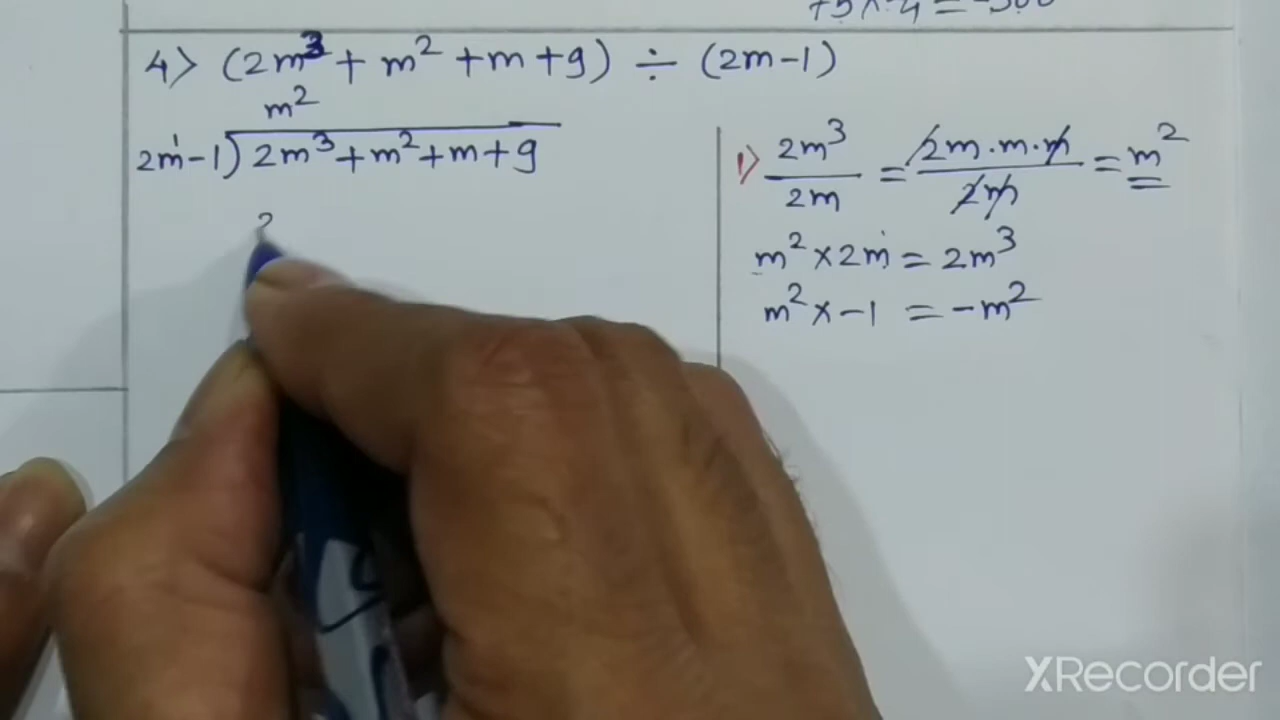 4) (2m³ + m² + m + 9) ÷ (2m - 1)
m²
2m - 1) 2m³ + m² + m + 9
1) 2m³/2m = 2m·m·m/2m = m²
m² × 2m = 2m³
m² × -1 = -m²
2
XRecorder